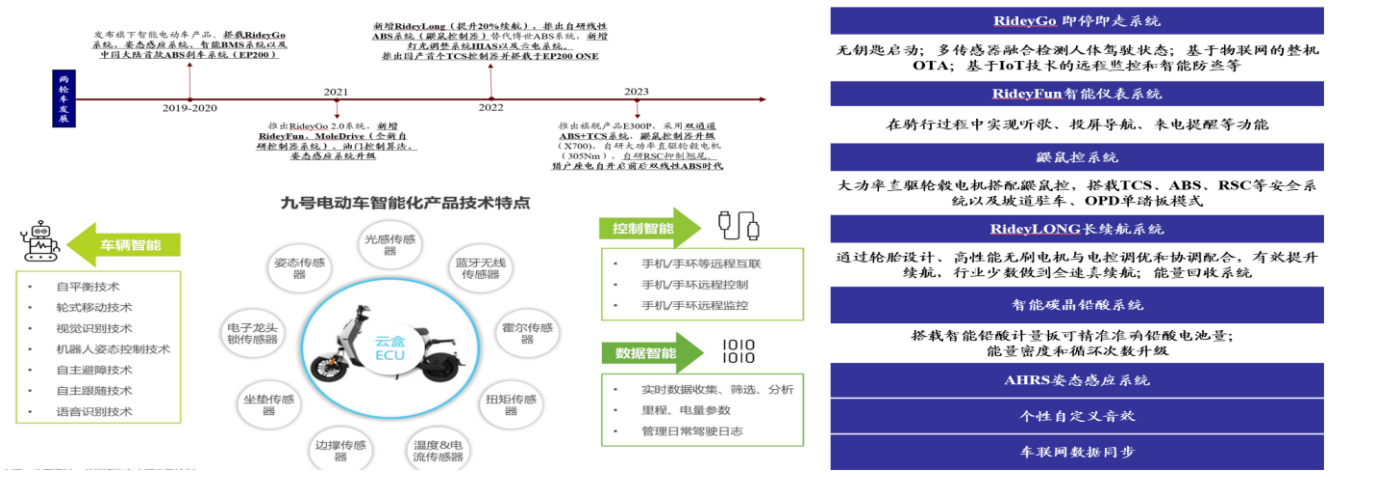 发布旗下智能电动车产品，搭载RideyGo
系统、姿态感应系统、智能BMS系统以及
中国大陆首款ABS刹车系统（EP200）
新增RideyLong（提升20%续航），推出自研线性
ABS系统（鼹鼠控制器）替代博世ABS系统，新增
灯光调整系统HIAS以及云电系统。
推出国产首个TCS控制器并搭载于EP200 ONE
两轮车发展
2019-2020
2021
2022
2023
推出RideyGo 2.0系统，新增
RideyFun、MoleDrive（全新自
研控制器系统）、油门控制算法、
姿态感应系统升级
推出旗舰产品E300P，采用双通道
ABS+TCS系统，鼹鼠控制器升级
（X700），自研大功率直驱轮毂电机
（305Nm），自研RSC抑制翘尾，
猎户座电自开启前后双线性ABS时代
九号电动车智能化产品技术特点
车辆智能
• 自平衡技术
• 轮式移动技术
• 视觉识别技术
• 机器人姿态控制技术
• 自主避障技术
• 自主跟随技术
• 语音识别技术
光感传感
器
姿态传感
器
蓝牙无线
传感器
电子龙头
锁传感器
霍尔传感
器
坐垫传感
器
扭矩传感
器
边撑传感
器
温度&电
流传感器
云盒
ECU
控制智能
• 手机/手环等远程互联
• 手机/手环远程控制
• 手机/手环远程监控
数据智能
1010
1010
• 实时数据收集、筛选、分析
• 里程、电量参数
• 管理日常驾驶日志
RideyGo 即停即走系统
无钥匙启动；多传感器融合检测人体驾驶状态；基于物联网的整机
OTA；基于IoT技术的远程监控和智能防盗等
RideyFun智能仪表系统
在骑行过程中实现听歌、投屏导航、来电提醒等功能
鼹鼠控系统
大功率直驱轮毂电机搭配鼹鼠控，搭载TCS、ABS、RSC等安全系
统以及坡道驻车、OPD单踏板模式
RideyLONG长续航系统
通过轮胎设计、高性能无刷电机与电控调优和协调配合，有效提升
续航，行业少数做到全速真续航；能量回收系统
智能碳晶铅酸系统
搭载智能铅酸计量板可精准准确铅酸电池量；
能量密度和循环次数升级
AHRS姿态感应系统
个性自定义音效
车联网数据同步